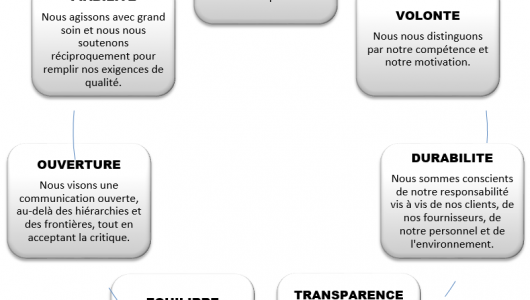 Nous agissons avec grand
soin et nous nous
soutenons
réciproquement pour
remplir nos exigences de
qualité.
VOLONTE
Nous nous distinguons
par notre compétence et
notre motivation.
OUVERTURE
Nous visons une
communication ouverte,
au-delà des hiérarchies et
des frontières, tout en
acceptant la critique.
DURABILITE
Nous sommes conscients
de notre responsabilité
vis à vis de nos clients, de
nos fournisseurs, de
notre personnel et de
l'environnement.
EQUILIBRE
TRANSPARENCE